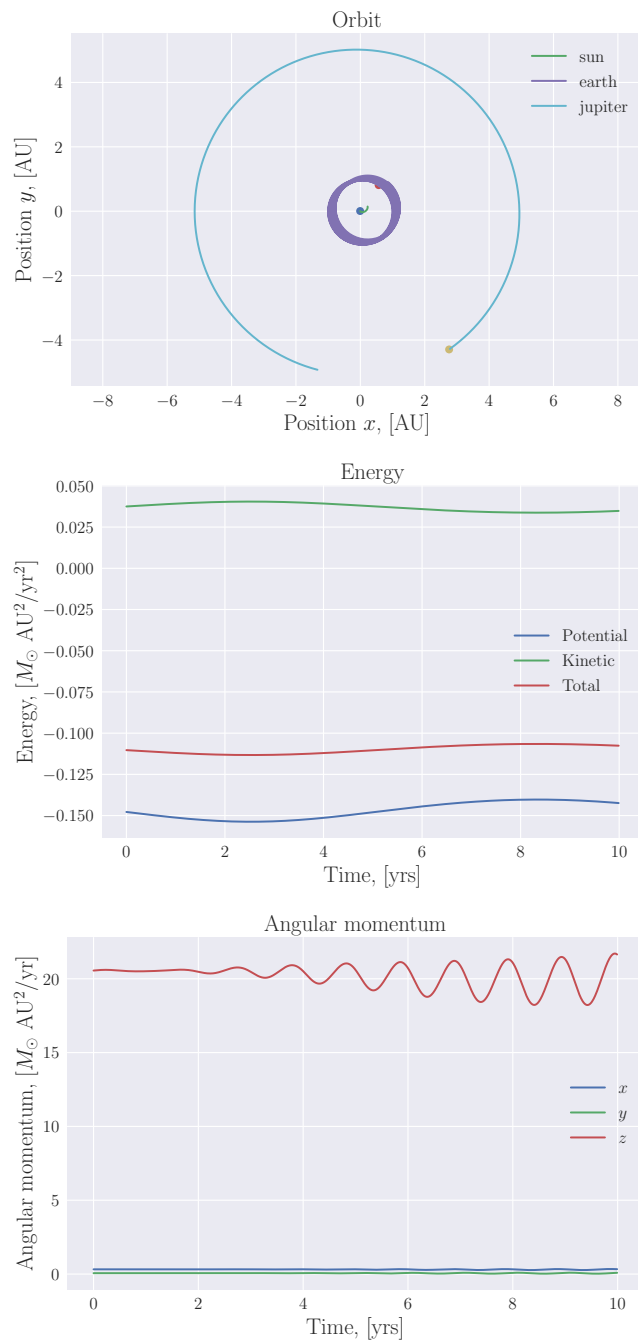 Orbit
sun
earth
jupiter
4
2
0
−2
−4
Position y, [AU]
−8 −6 −4 −2 0 2 4 6 8
Position x, [AU]
Energy
0.050
0.025
0.000
−0.025
−0.050
−0.075
−0.100
−0.125
−0.150
Energy, [M⊙ AU²/yr²]
Potential
Kinetic
Total
0 2 4 6 8 10
Time, [yrs]
Angular momentum
20
15
10
5
0
Angular momentum, [M⊙ AU²/yr]
x
y
z
0 2 4 6 8 10
Time, [yrs]